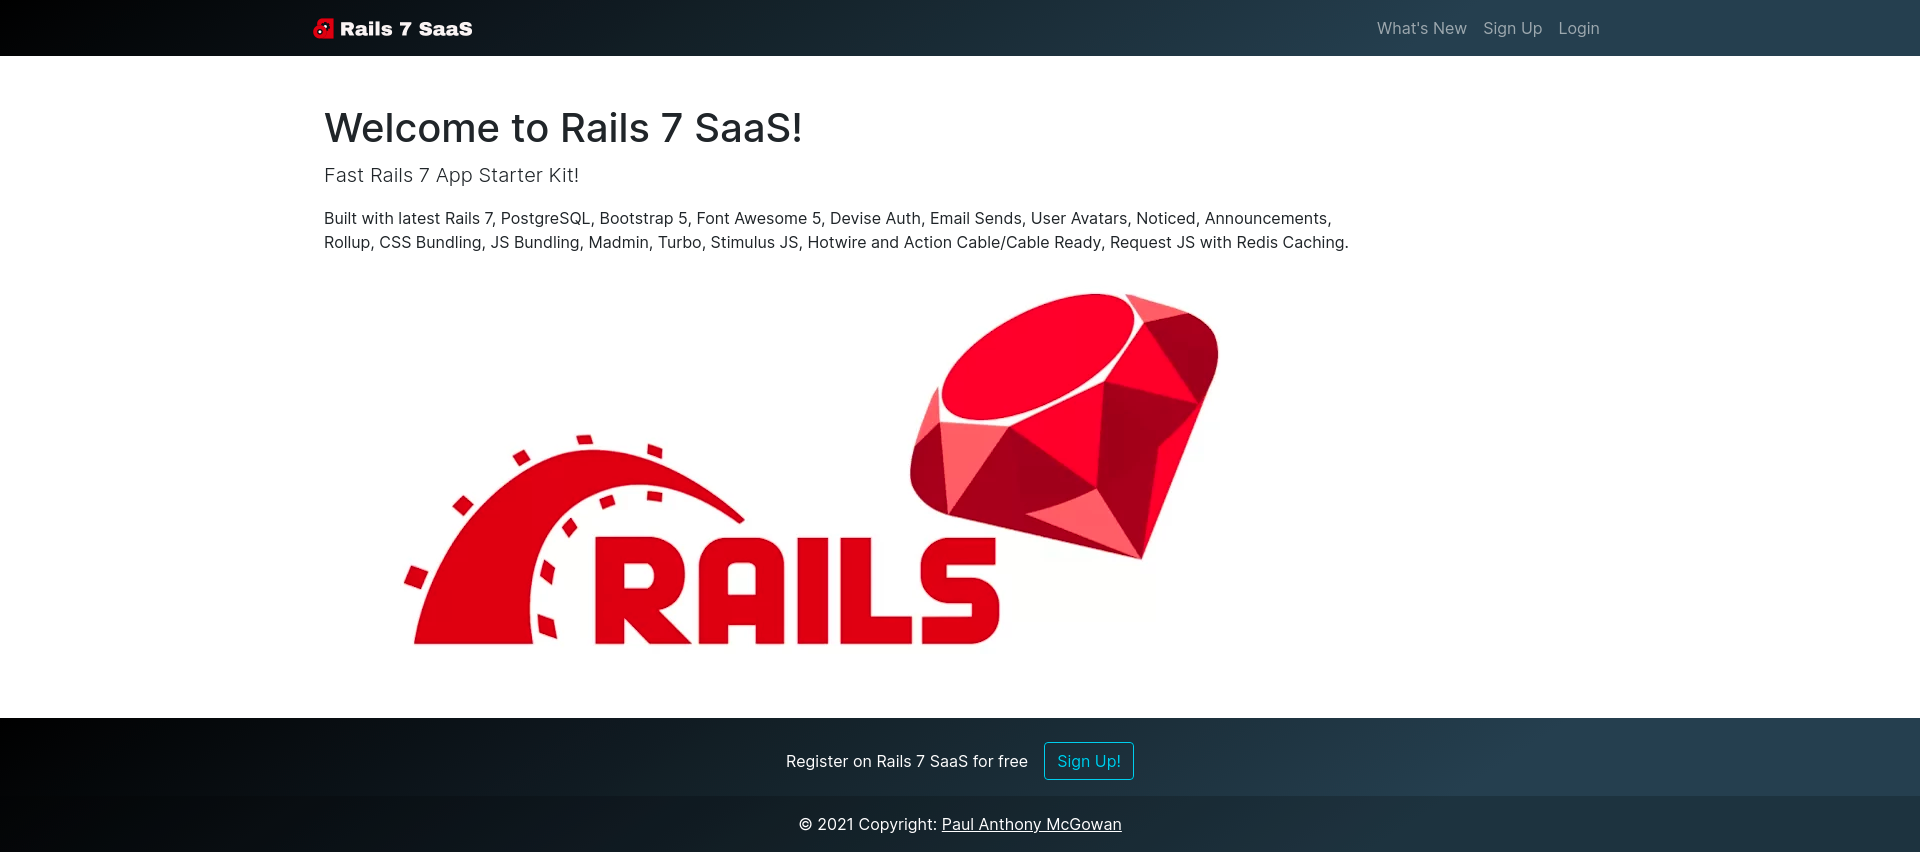 Rails 7 SaaS
What's New
Sign Up
Login
Welcome to Rails 7 SaaS!
Fast Rails 7 App Starter Kit!
Built with latest Rails 7, PostgreSQL, Bootstrap 5, Font Awesome 5, Devise Auth, Email Sends, User Avatars, Noticed, Announcements,
Rollup, CSS Bundling, JS Bundling, Madmin, Turbo, Stimulus JS, Hotwire and Action Cable/Cable Ready, Request JS with Redis Caching.
RAILS
Register on Rails 7 SaaS for free
Sign Up!
© 2021 Copyright: Paul Anthony McGowan